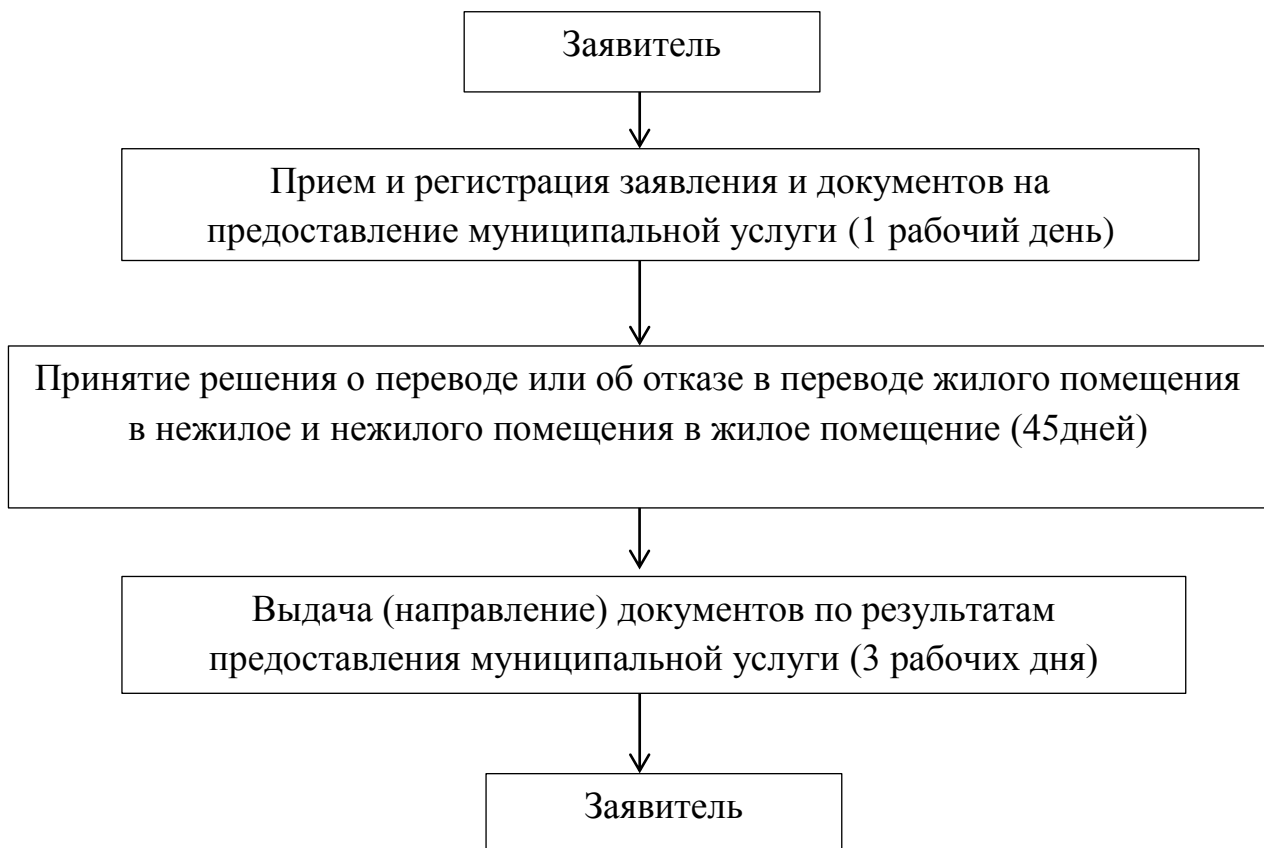 Заявитель
Прием и регистрация заявления и документов на
предоставление муниципальной услуги (1 рабочий день)
Принятие решения о переводе или об отказе в переводе жилого помещения
в нежилое и нежилого помещения в жилое помещение (45дней)
Выдача (направление) документов по результатам
предоставления муниципальной услуги (3 рабочих дня)
Заявитель